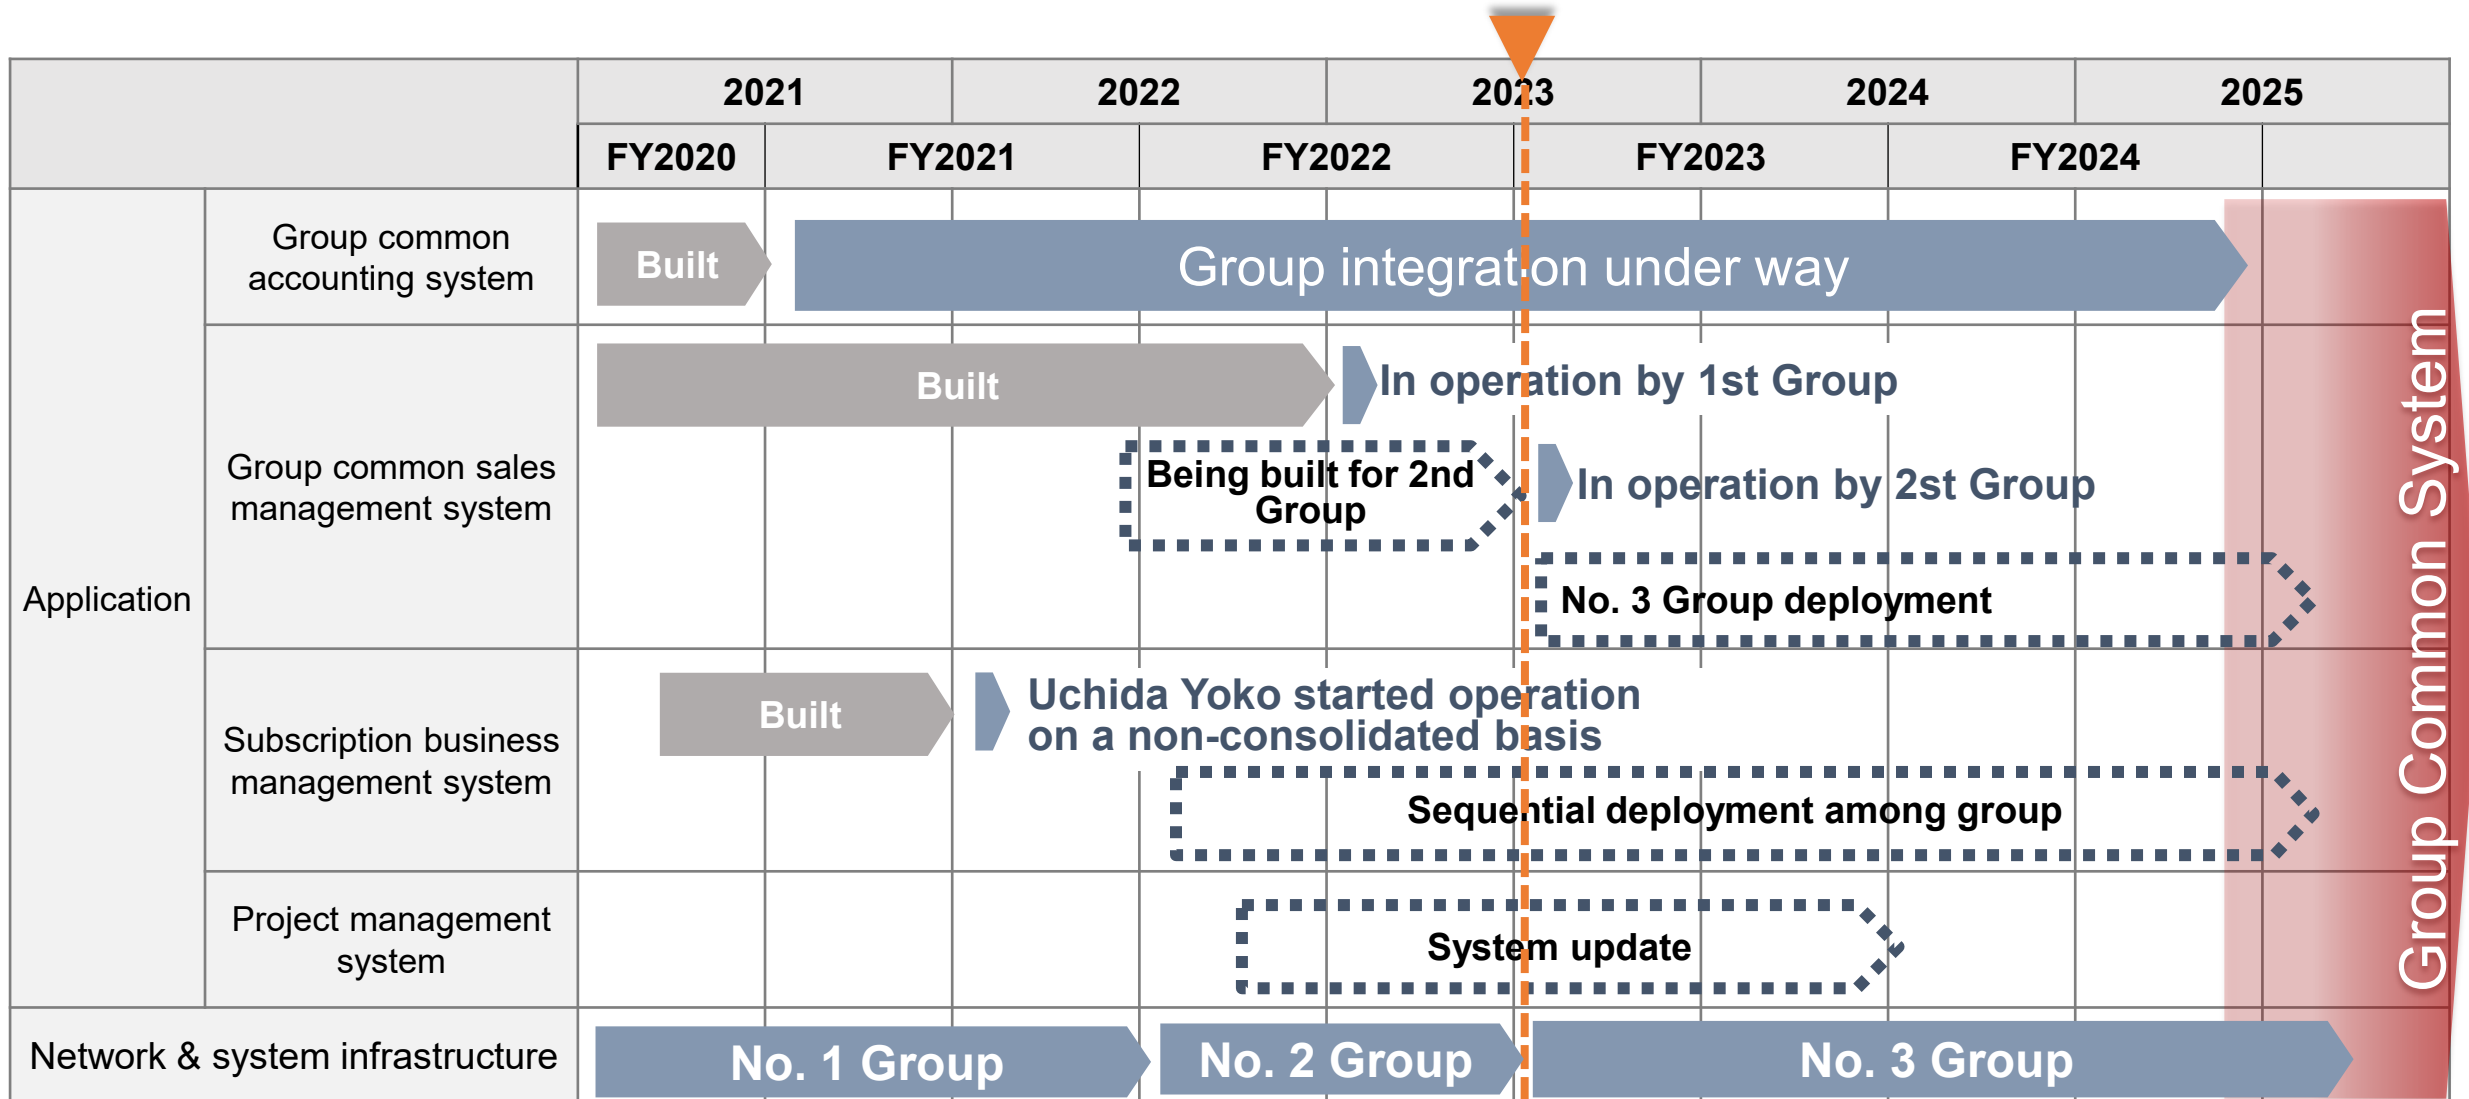 2021 2022 2023 2024 2025
FY2020 FY2021 FY2022 FY2023 FY2024
Application
Group common
accounting system
Built
Group integration under way
Group common sales
management system
Built
In operation by 1st Group
Being built for 2nd
Group
In operation by 2st Group
No. 3 Group deployment
Subscription business
management system
Built
Uchida Yoko started operation
on a non-consolidated basis
Sequential deployment among group
Project management
system
System update
Network & system infrastructure
No. 1 Group
No. 2 Group
No. 3 Group
Group Common System